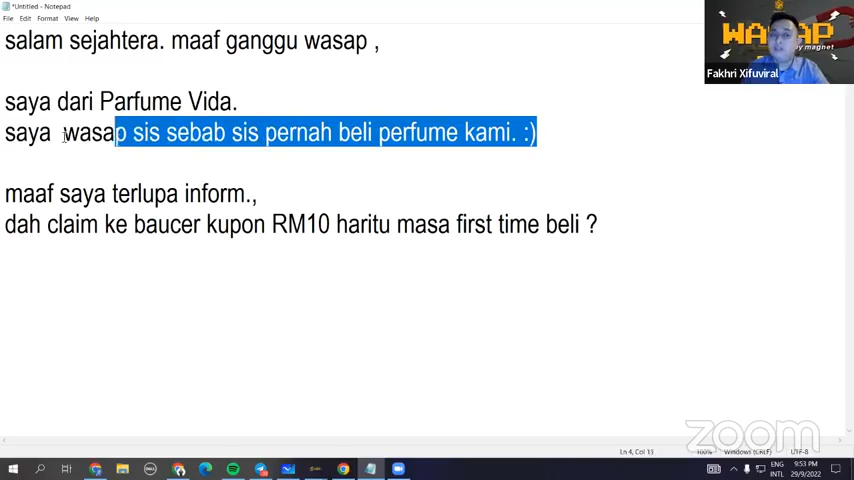 *Untitled - Notepad
File Edit Format View Help
salam sejahtera. maaf ganggu wasap ,
saya dari Parfume Vida.
saya wasap sis sebab sis pernah beli perfume kami. :)
maaf saya terlupa inform.,
dah claim ke baucer kupon RM10 haritu masa first time beli ?
WASAP
by magnet
Fakhri Xifuviral
zoom
Ln 4, Col 13 100% Windows (CRLF) UTF-8
DELL
ENG
INTL
9:53 PM
29/9/2022